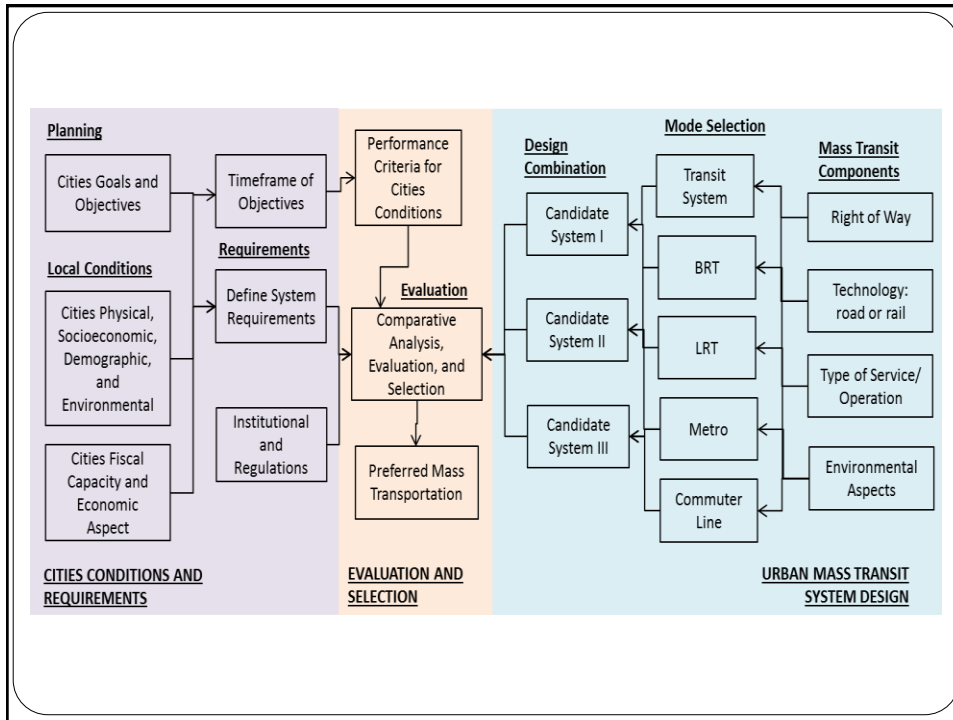 Planning
Cities Goals and
Objectives
Timeframe of
Objectives
Local Conditions
Requirements
Cities Physical,
Socioeconomic,
Demographic,
and
Environmental
Define System
Requirements
Cities Fiscal
Capacity and
Economic
Aspect
Institutional
and
Regulations
CITIES CONDITIONS AND
REQUIREMENTS
Performance
Criteria for
Cities
Conditions
Evaluation
Comparative
Analysis,
Evaluation, and
Selection
Preferred Mass
Transportation
EVALUATION AND
SELECTION
Design
Combination
Candidate
System I
Candidate
System II
Candidate
System III
Mode Selection
Transit
System
BRT
LRT
Metro
Commuter
Line
Mass Transit
Components
Right of Way
Technology:
road or rail
Type of Service/
Operation
Environmental
Aspects
URBAN MASS TRANSIT
SYSTEM DESIGN